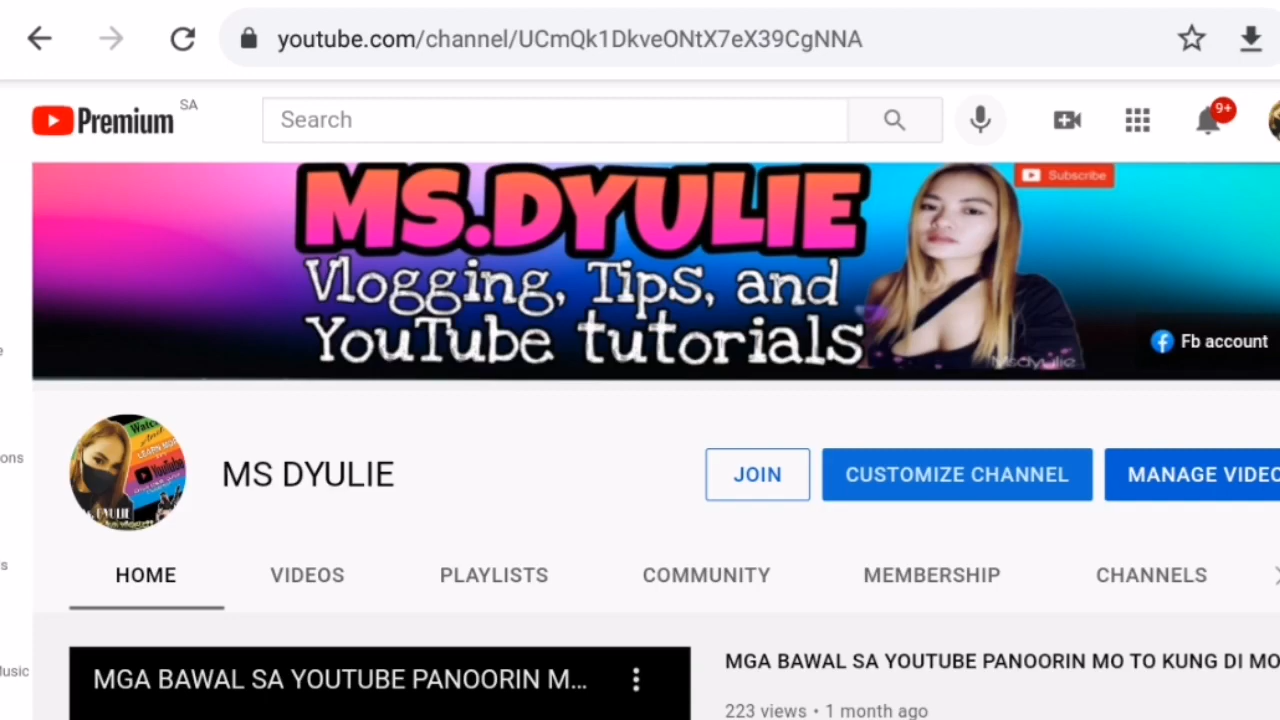 youtube.com/channel/UCmQk1DkveONtX7eX39CgNNA
Premium SA
Search
9+
MS.DYULIE
Vlogging, Tips, and
YouTube tutorials
Subscribe
Msdyulie
Fb account
MS DYULIE
JOIN
CUSTOMIZE CHANNEL
MANAGE VIDEO
HOME
VIDEOS
PLAYLISTS
COMMUNITY
MEMBERSHIP
CHANNELS
MGA BAWAL SA YOUTUBE PANOORIN M...
MGA BAWAL SA YOUTUBE PANOORIN MO TO KUNG DI MO
223 views • 1 month ago